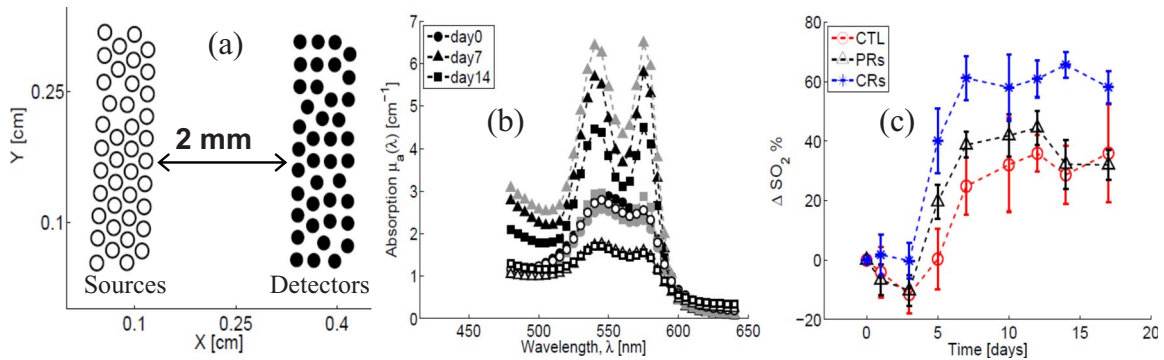 (a)
Y [cm]
0.25
0.1
2 mm
Sources
Detectors
0.1
0.25
0.4
X [cm]
(b)
day0
day7
day14
Absorption μa(λ) [cm⁻¹]
7
6
5
4
3
2
1
0
450
500
550
600
Wavelength, λ [nm]
(c)
CTL
PRs
CRs
Δ SO₂ %
80
60
40
20
0
−20
0
5
10
15
20
Time [days]